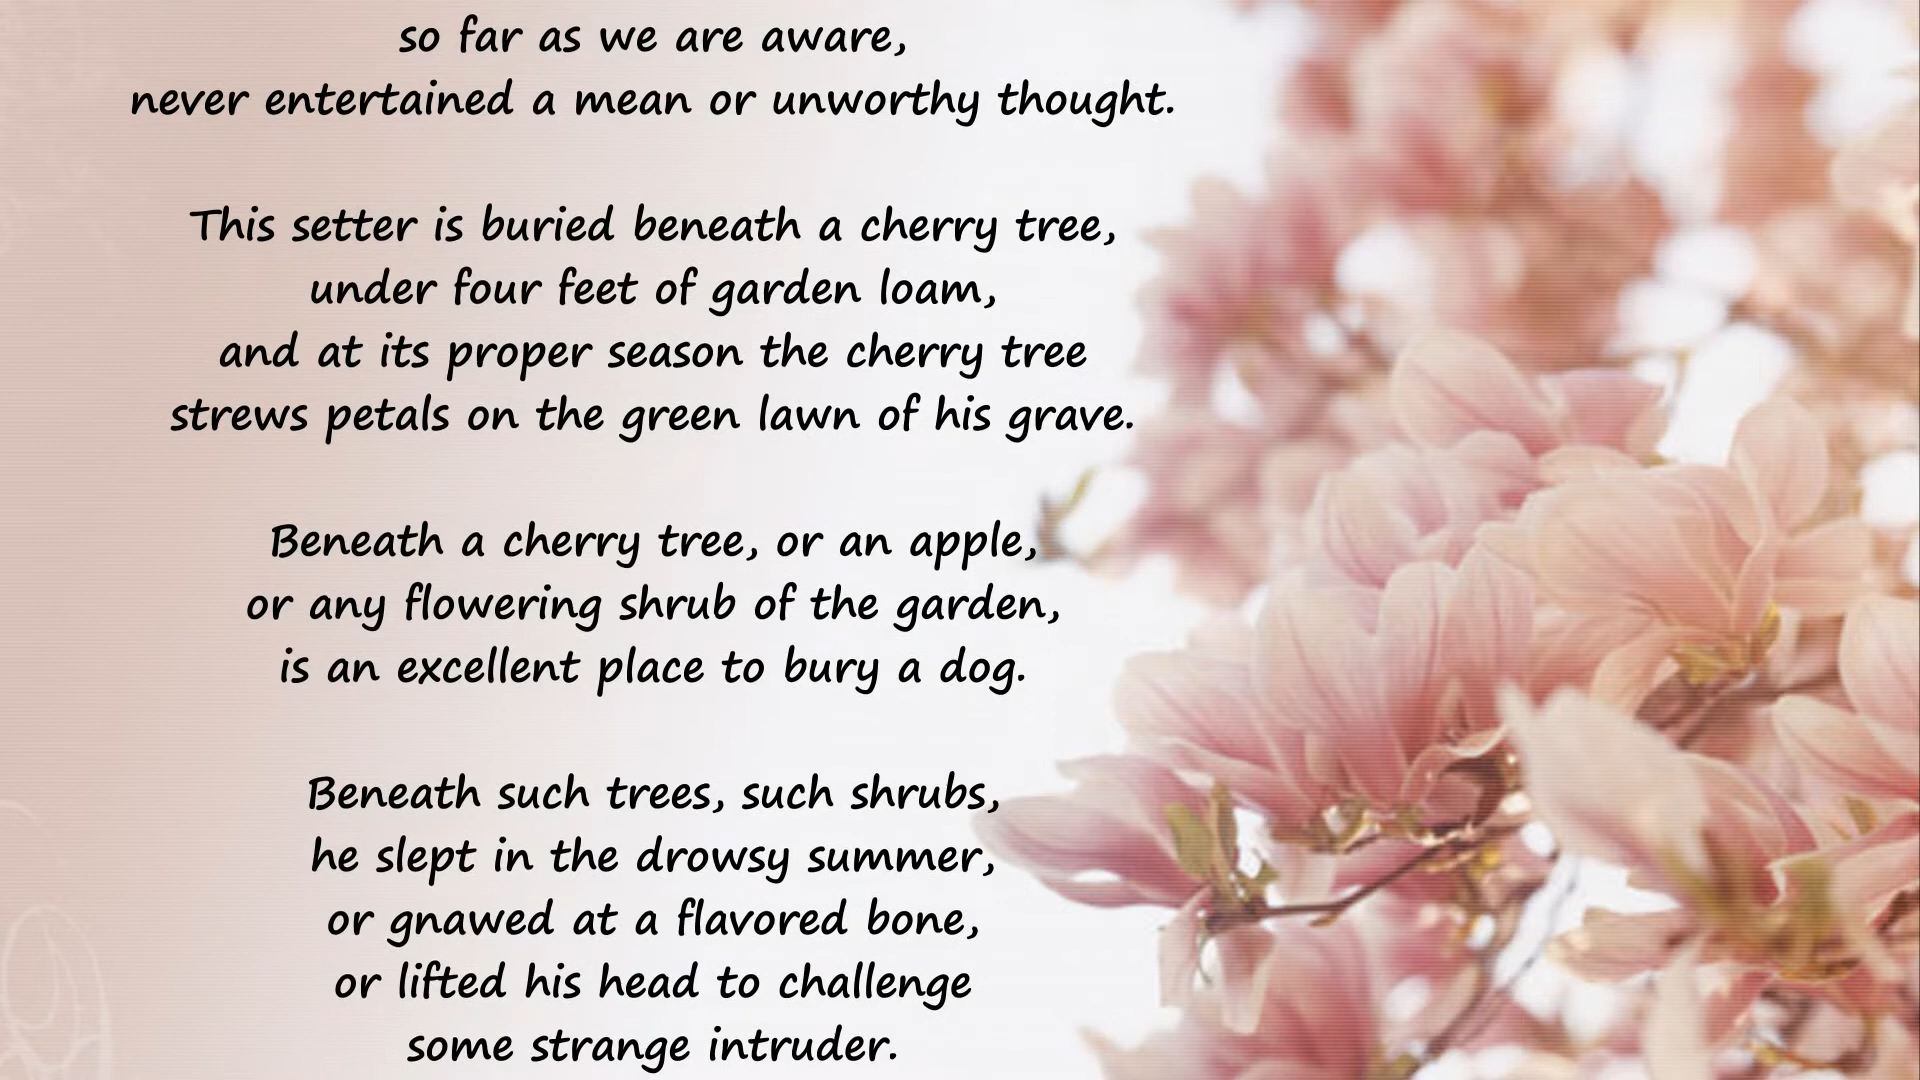 so far as we are aware,
never entertained a mean or unworthy thought.
This setter is buried beneath a cherry tree,
under four feet of garden loam,
and at its proper season the cherry tree
strews petals on the green lawn of his grave.
Beneath a cherry tree, or an apple,
or any flowering shrub of the garden,
is an excellent place to bury a dog.
Beneath such trees, such shrubs,
he slept in the drowsy summer,
or gnawed at a flavored bone,
or lifted his head to challenge
some strange intruder.